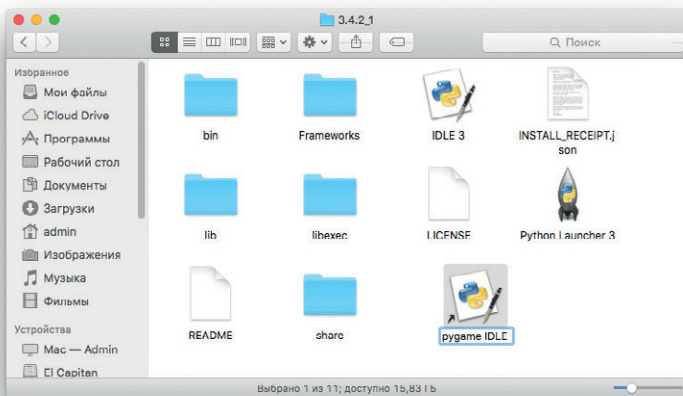 3.4.2_1
Поиск
Избранное
Мои файлы
iCloud Drive
Программы
Рабочий стол
Документы
Загрузки
admin
Изображения
Музыка
Фильмы
Устройства
Mac — Admin
El Capitan
bin
Frameworks
IDLE 3
INSTALL_RECEIPT.j
son
lib
libexec
LICENSE
Python Launcher 3
README
share
pygame IDLE
Выбрано 1 из 11; доступно 15,83 ГБ